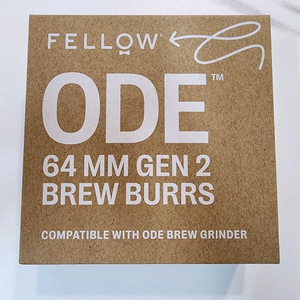 FELLOW
ODE™
64 MM GEN 2
BREW BURRS
COMPATIBLE WITH ODE BREW GRINDER